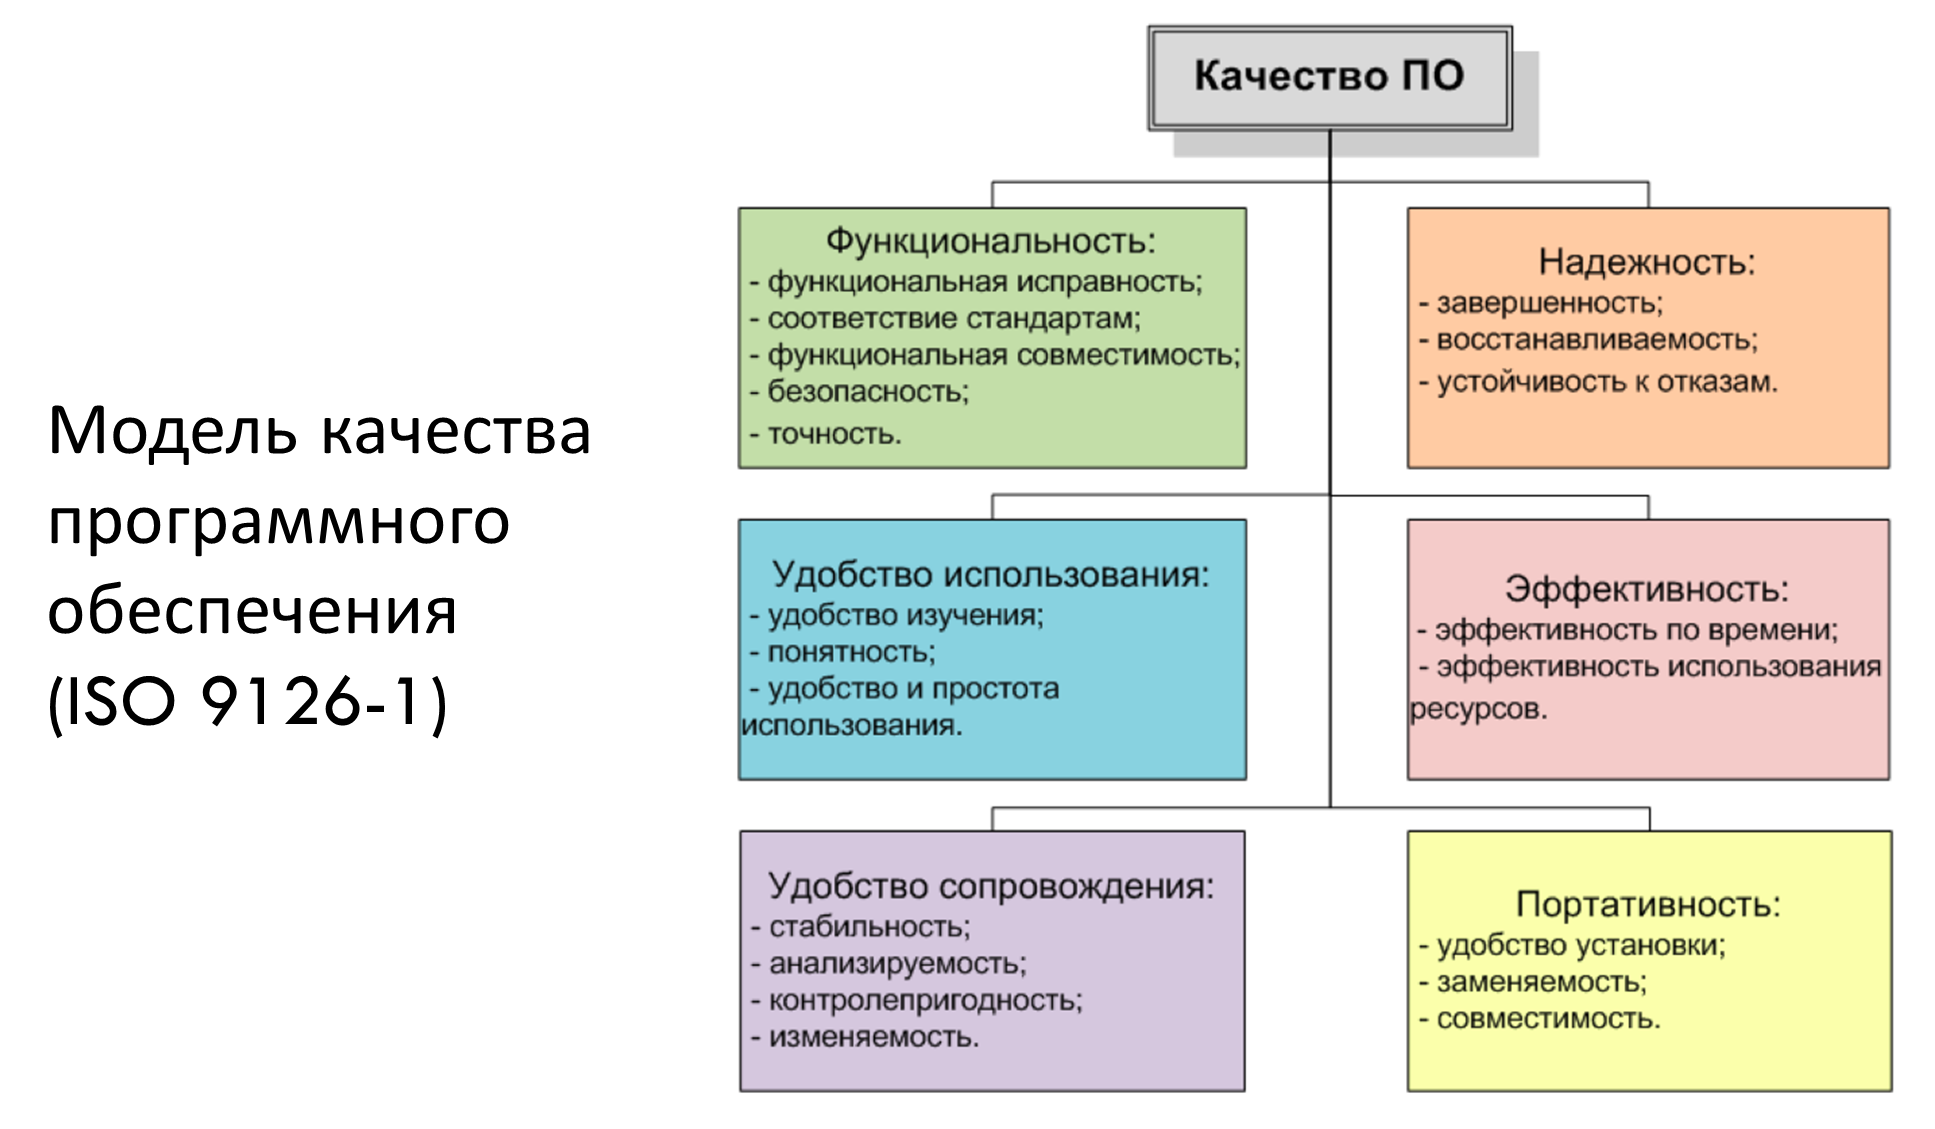 Модель качества
программного
обеспечения
(ISO 9126-1)
Качество ПО
Функциональность:
- функциональная исправность;
- соответствие стандартам;
- функциональная совместимость;
- безопасность;
- точность.
Надежность:
- завершенность;
- восстанавливаемость;
- устойчивость к отказам.
Удобство использования:
- удобство изучения;
- понятность;
- удобство и простота
использования.
Эффективность:
- эффективность по времени;
- эффективность использования
ресурсов.
Удобство сопровождения:
- стабильность;
- анализируемость;
- контролепригодность;
- изменяемость.
Портативность:
- удобство установки;
- заменяемость;
- совместимость.